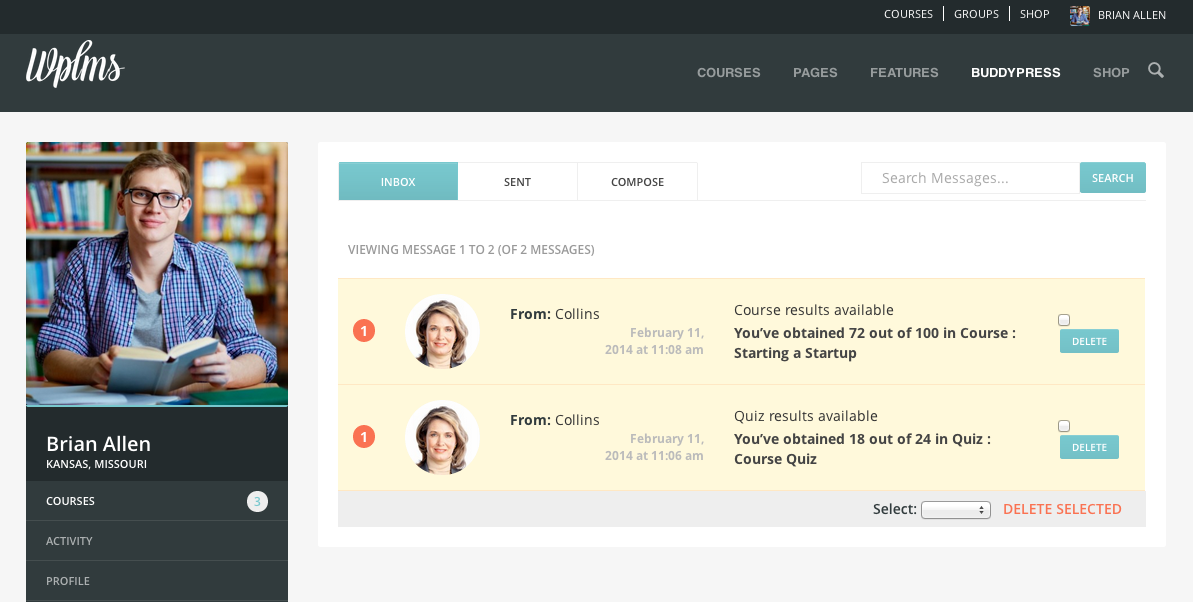 COURSES GROUPS SHOP BRIAN ALLEN
Wplms
COURSES PAGES FEATURES BUDDYPRESS SHOP
INBOX SENT COMPOSE
Search Messages... SEARCH
VIEWING MESSAGE 1 TO 2 (OF 2 MESSAGES)
1
From: Collins
February 11,
2014 at 11:08 am
Course results available
You’ve obtained 72 out of 100 in Course :
Starting a Startup
DELETE
1
From: Collins
February 11,
2014 at 11:06 am
Quiz results available
You’ve obtained 18 out of 24 in Quiz :
Course Quiz
DELETE
Select: DELETE SELECTED
Brian Allen
KANSAS, MISSOURI
COURSES 3
ACTIVITY
PROFILE